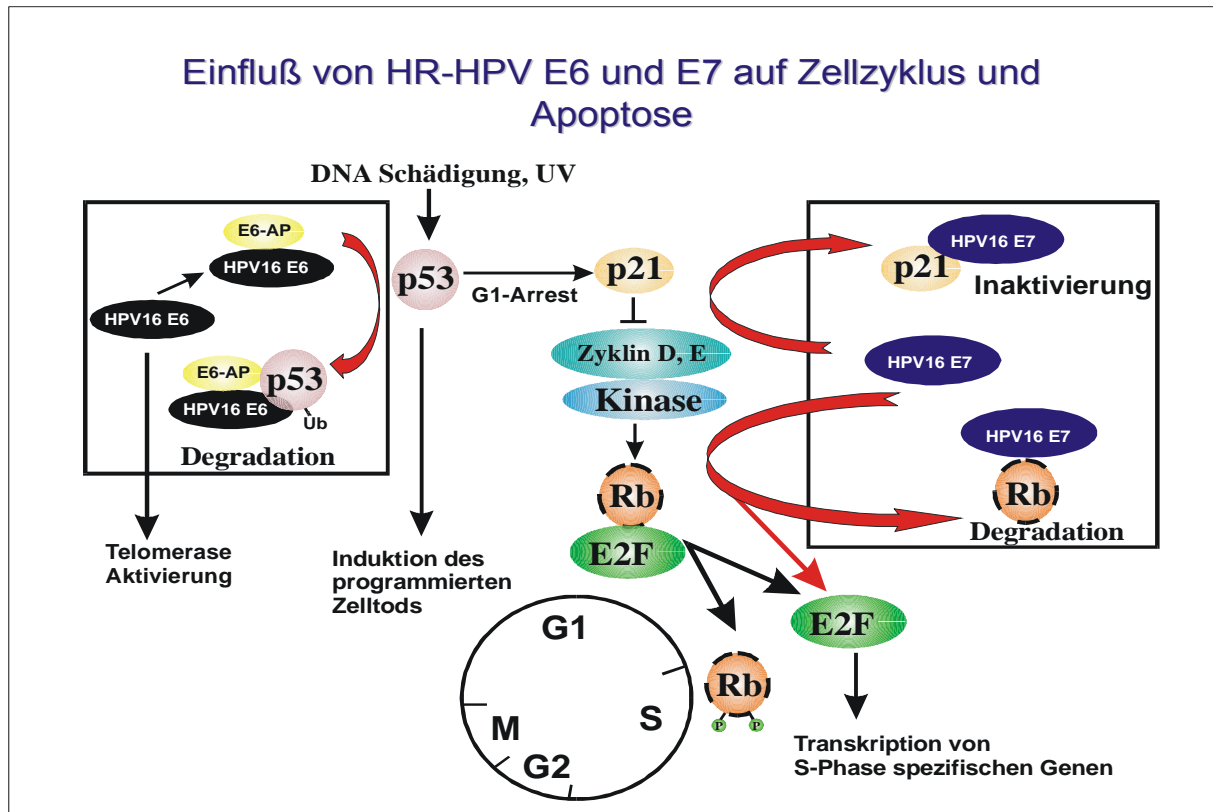 Einfluß von HR-HPV E6 und E7 auf Zellzyklus und
Apoptose
DNA Schädigung, UV
E6-AP
HPV16 E6
HPV16 E6
E6-AP
p53
HPV16 E6
Ub
Degradation
Telomerase
Aktivierung
p53
G1-Arrest
Induktion des
programmierten
Zelltods
p21
Zyklin D, E
Kinase
Rb
E2F
G1
S
G2
M
Rb
P P
HPV16 E7
p21
Inaktivierung
HPV16 E7
HPV16 E7
Rb
Degradation
E2F
Transkription von
S-Phase spezifischen Genen